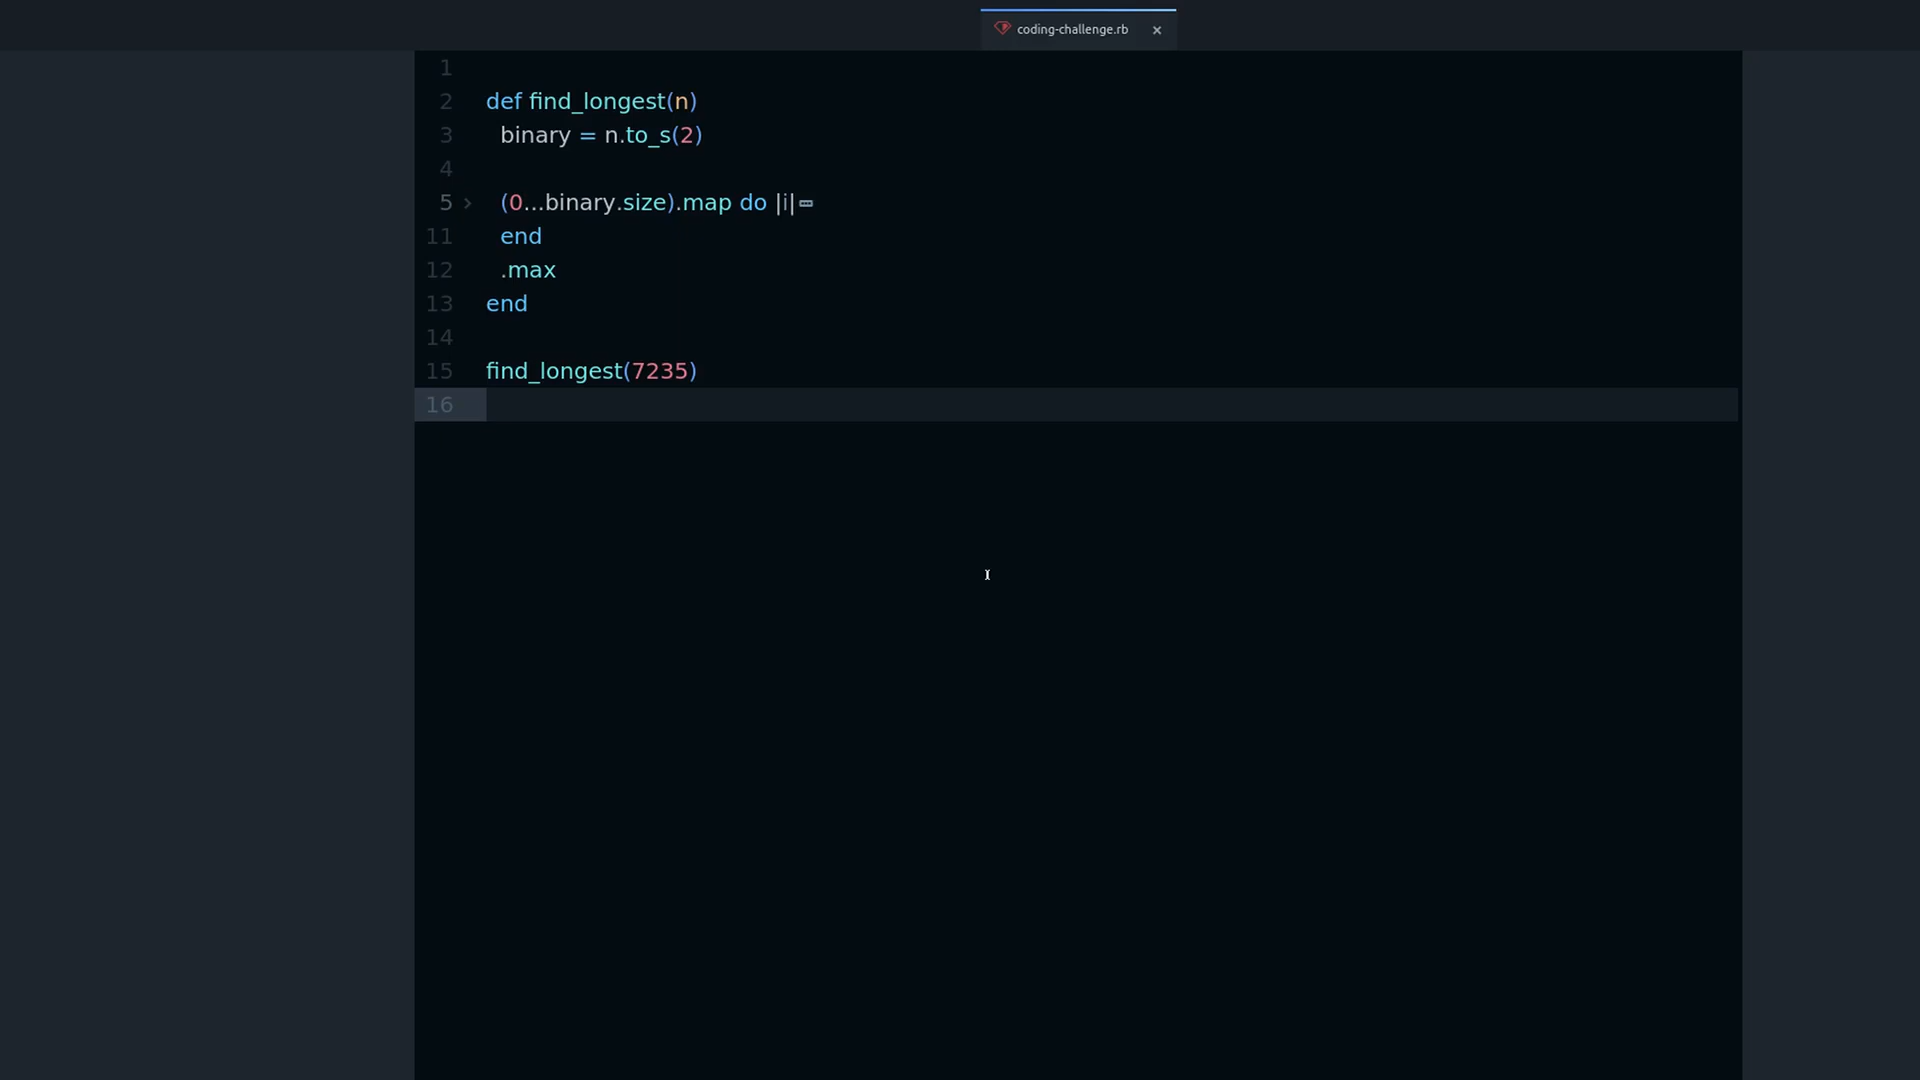 coding-challenge.rb ×
1
2 def find_longest(n)
3 binary = n.to_s(2)
4
5 (0...binary.size).map do |i|
11 end
12 .max
13 end
14
15 find_longest(7235)
16